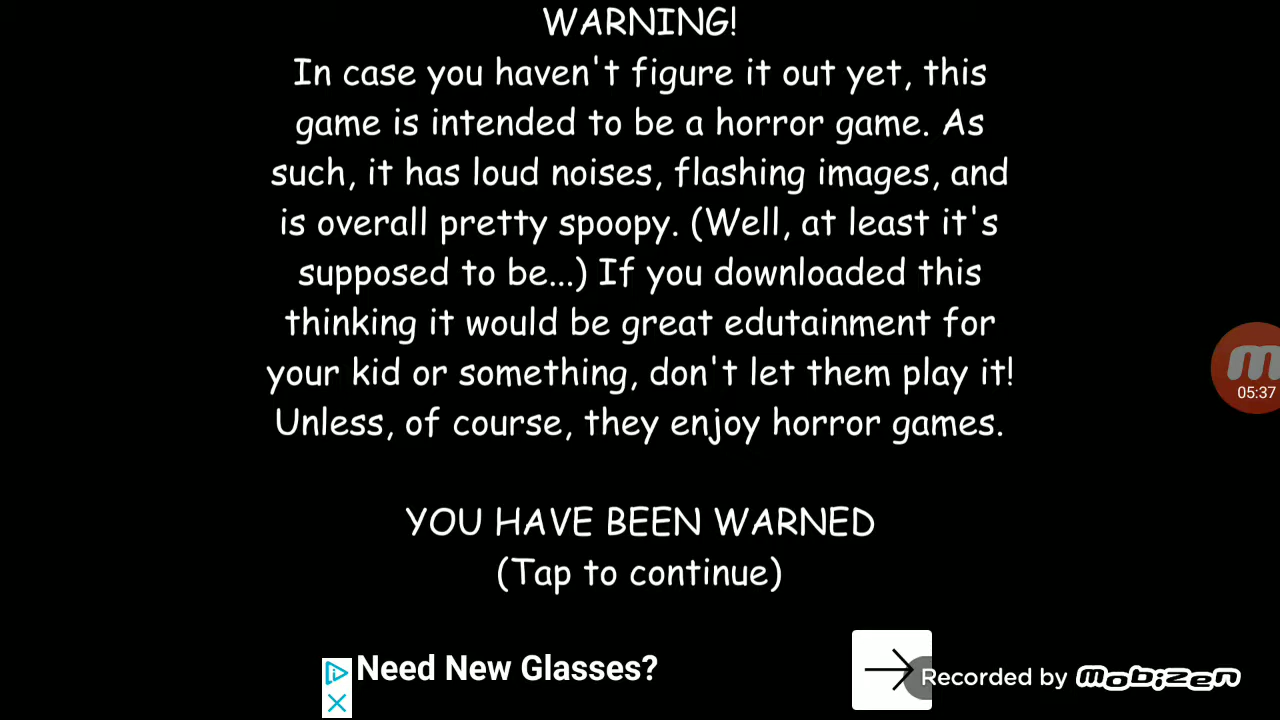 WARNING!
In case you haven't figure it out yet, this
game is intended to be a horror game. As
such, it has loud noises, flashing images, and
is overall pretty spoopy. (Well, at least it's
supposed to be...) If you downloaded this
thinking it would be great edutainment for
your kid or something, don't let them play it!
Unless, of course, they enjoy horror games.
05:37
YOU HAVE BEEN WARNED
(Tap to continue)
Need New Glasses?
Recorded by mobizen